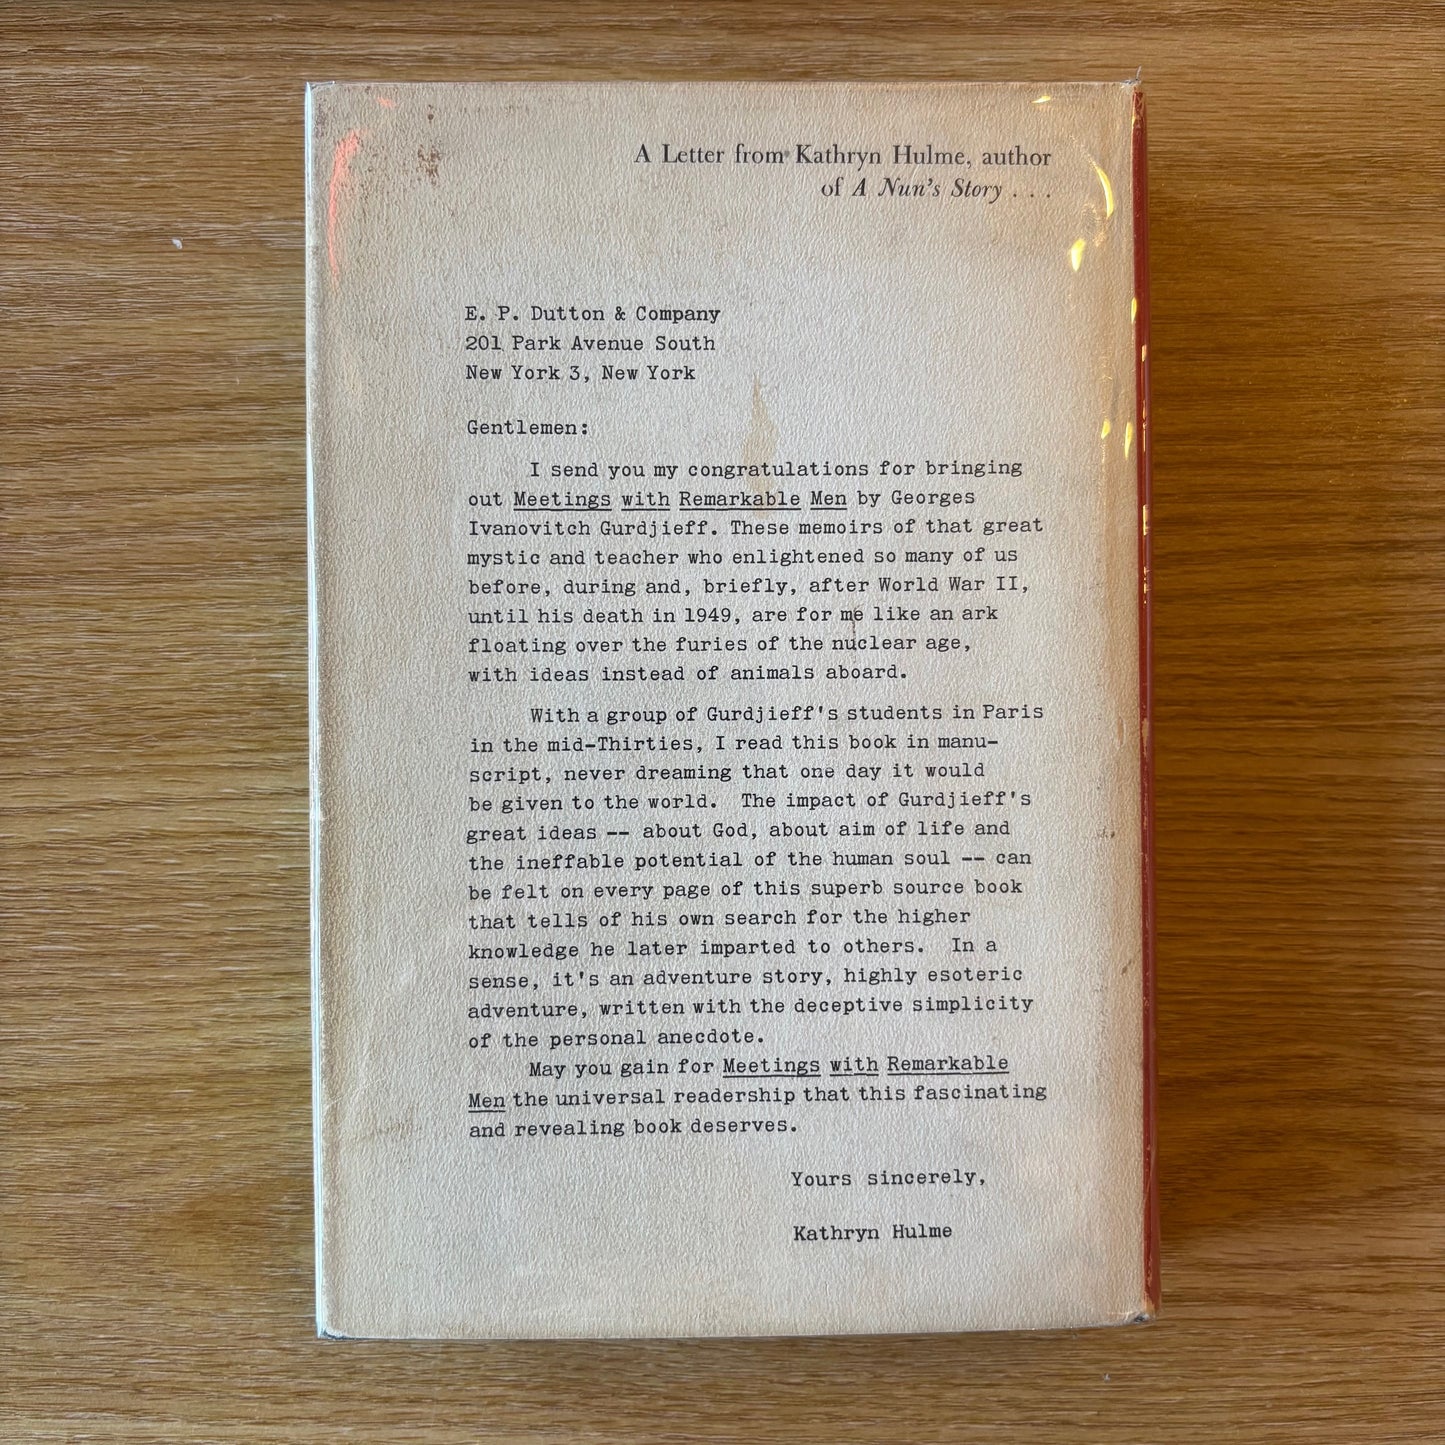 A Letter from Kathryn Hulme, author
of A Nun's Story . . .
E. P. Dutton & Company
201 Park Avenue South
New York 3, New York
Gentlemen:
I send you my congratulations for bringing
out Meetings with Remarkable Men by Georges
Ivanovitch Gurdjieff. These memoirs of that great
mystic and teacher who enlightened so many of us
before, during and, briefly, after World War II,
until his death in 1949, are for me like an ark
floating over the furies of the nuclear age,
with ideas instead of animals aboard.
With a group of Gurdjieff's students in Paris
in the mid-Thirties, I read this book in manu-
script, never dreaming that one day it would
be given to the world. The impact of Gurdjieff's
great ideas -- about God, about aim of life and
the ineffable potential of the human soul -- can
be felt on every page of this superb source book
that tells of his own search for the higher
knowledge he later imparted to others. In a
sense, it's an adventure story, highly esoteric
adventure, written with the deceptive simplicity
of the personal anecdote.
May you gain for Meetings with Remarkable
Men the universal readership that this fascinating
and revealing book deserves.
Yours sincerely,
Kathryn Hulme